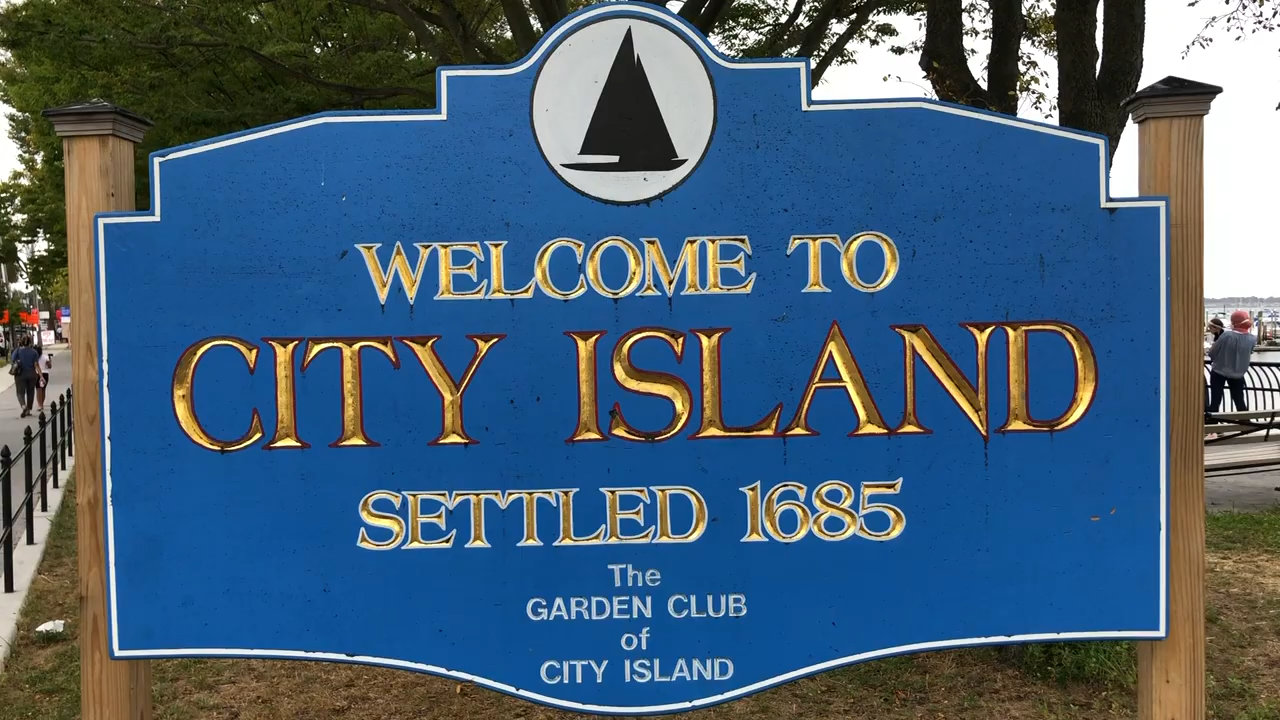 WELCOME TO
CITY ISLAND
SETTLED 1685
The
GARDEN CLUB
of
CITY ISLAND